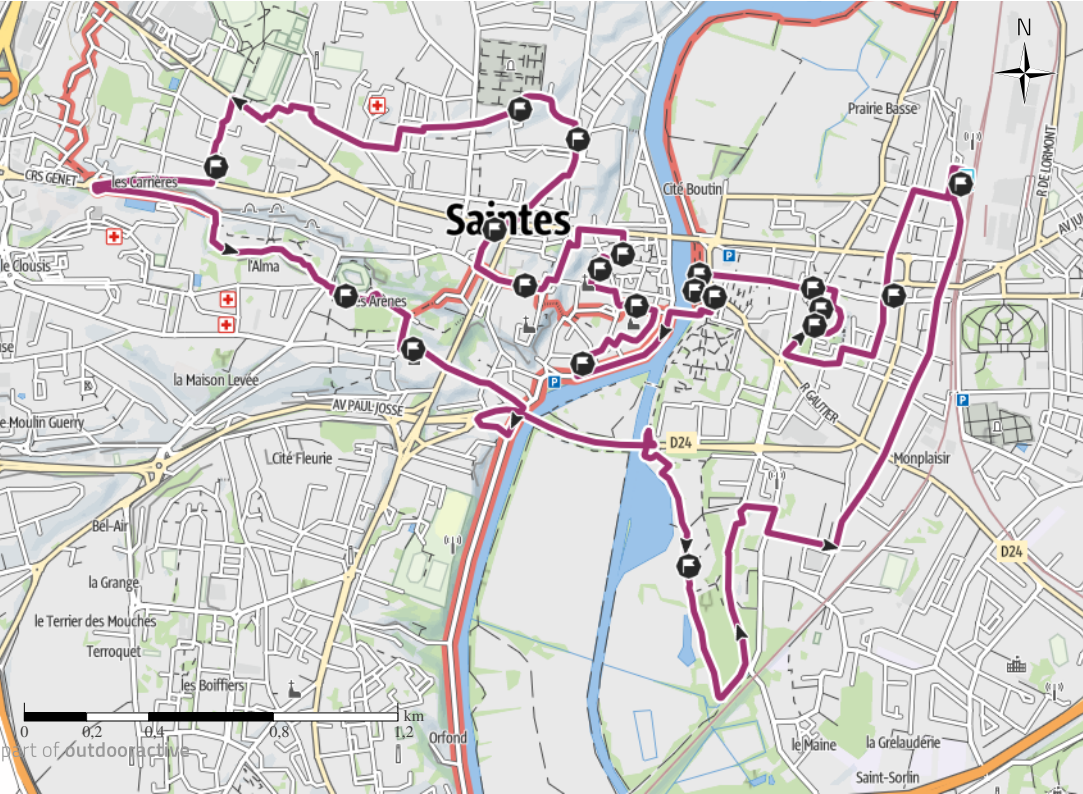 N
Prairie Basse
R DE LORMONT
CRS GENET
les Carrières
Cité Boutin
Saintes
AV JU
le Clousis
l'Alma
P
es Arènes
use
la Maison Levée
P
R GAUTIER
P
e Moulin Guerry
AV PAUL JOSSE
D24
Cité Fleurie
Monplaisir
Bel-Air
D24
la Grange
le Terrier des Mouches
Terroquet
les Boiffiers
km
0
0,2
0,4
0,8
1,2
part of outdooractive
Orfond
le Maine
la Grelauderie
Saint-Sorlin